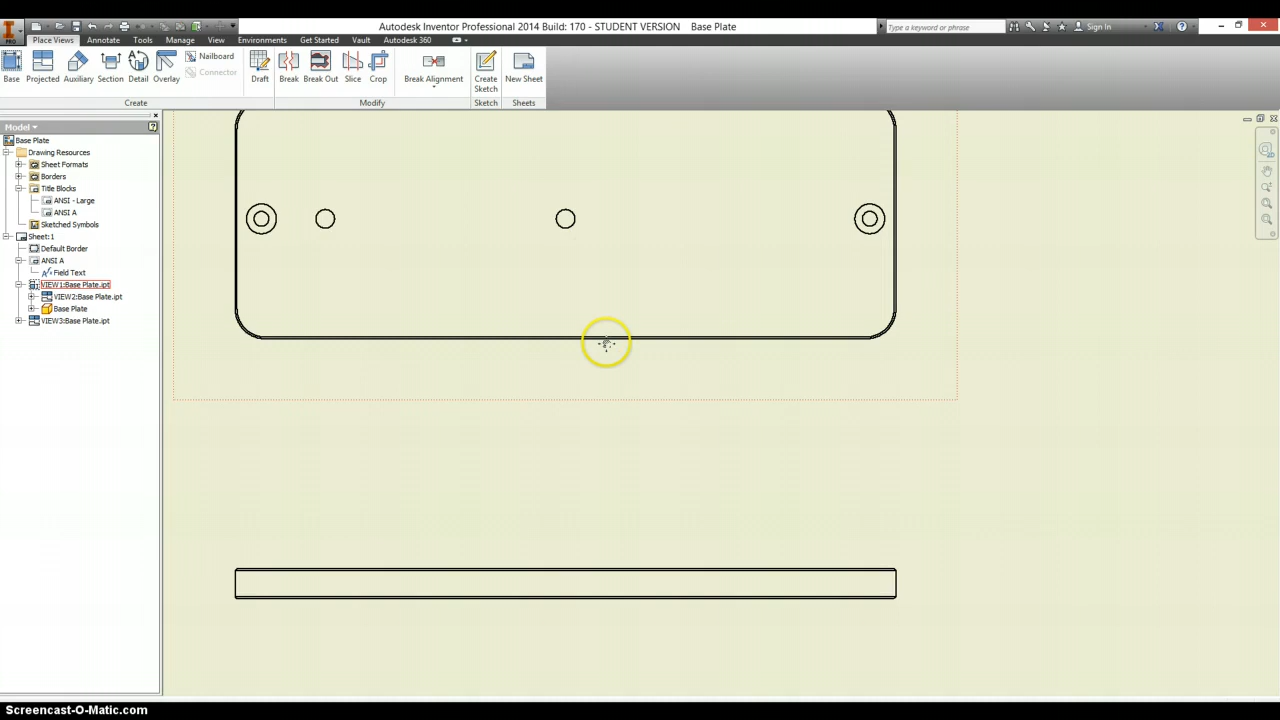 Autodesk Inventor Professional 2014 Build: 170 - STUDENT VERSION Base Plate
Type a keyword or phrase
Sign In
PRO
Place Views Annotate Tools Manage View Environments Get Started Vault Autodesk 360
Base Projected Auxiliary Section Detail Overlay
Nailboard
Connector
Draft Break Break Out Slice Crop Break Alignment Create Sketch New Sheet
Create Modify Sketch Sheets
Model
Base Plate
Drawing Resources
Sheet Formats
Borders
Title Blocks
ANSI - Large
ANSI A
Sketched Symbols
Sheet:1
Default Border
ANSI A
Field Text
VIEW1:Base Plate.ipt
VIEW2:Base Plate.ipt
Base Plate
VIEW3:Base Plate.ipt
Screencast-O-Matic.com